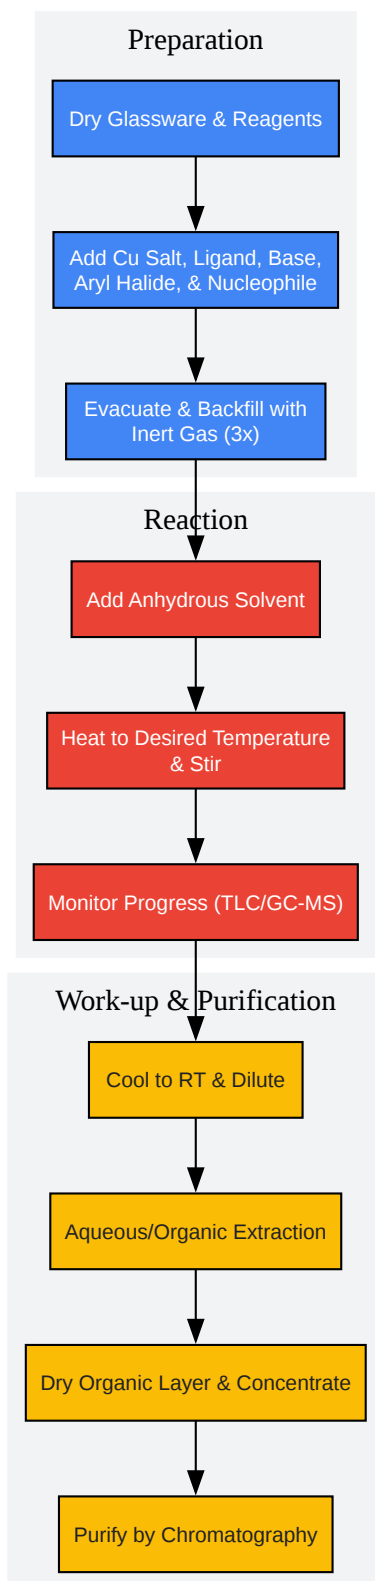 Preparation
Dry Glassware & Reagents
Add Cu Salt, Ligand, Base,
Aryl Halide, & Nucleophile
Evacuate & Backfill with
Inert Gas (3x)
Reaction
Add Anhydrous Solvent
Heat to Desired Temperature
& Stir
Monitor Progress (TLC/GC-MS)
Work-up & Purification
Cool to RT & Dilute
Aqueous/Organic Extraction
Dry Organic Layer & Concentrate
Purify by Chromatography